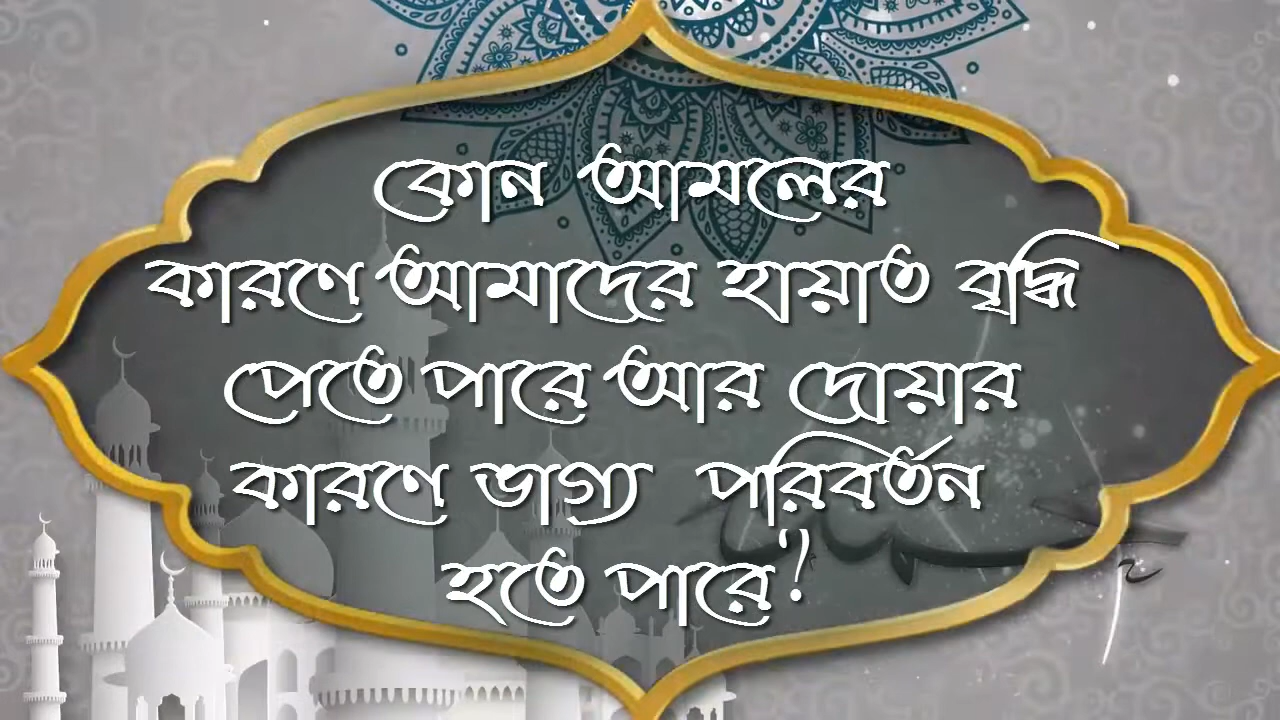 কোন আমলের
কারণে আমাদের হায়াত বৃদ্ধি
পেতে পারে আর দোয়ার
কারণে ভাগ্য পরিবর্তন
হতে পারে?